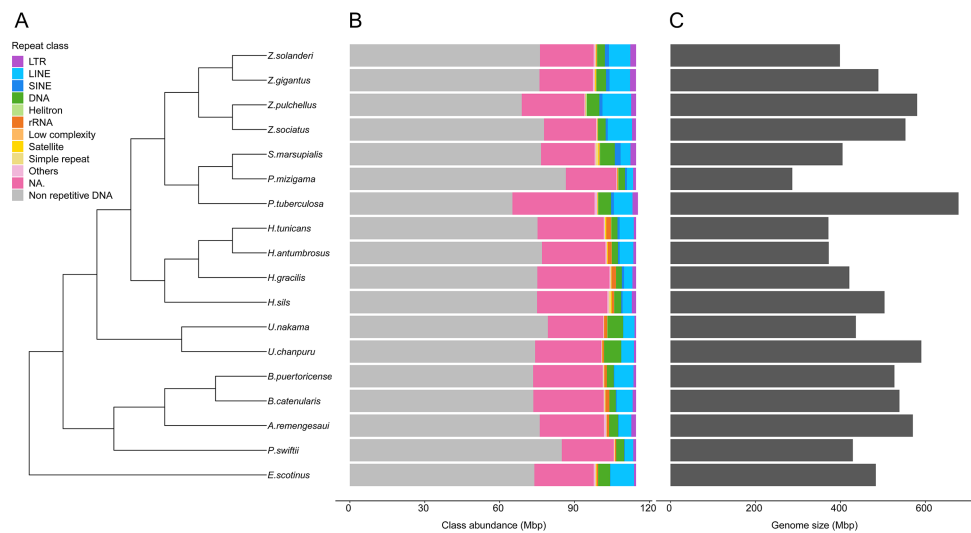 A
B
C
Repeat class
LTR
LINE
SINE
DNA
Helitron
rRNA
Low complexity
Satellite
Simple repeat
Others
NA.
Non repetitive DNA
Z.solanderi
Z.gigantus
Z.pulchellus
Z.sociatus
S.marsupialis
P.mizigama
P.tuberculosa
H.tunicans
H.antumbrosus
H.gracilis
H.sils
U.nakama
U.chanpuru
B.puertoricense
B.catenularis
A.remengesaui
P.swiftii
E.scotinus
0 30 60 90 120
Class abundance (Mbp)
0 200 400 600
Genome size (Mbp)